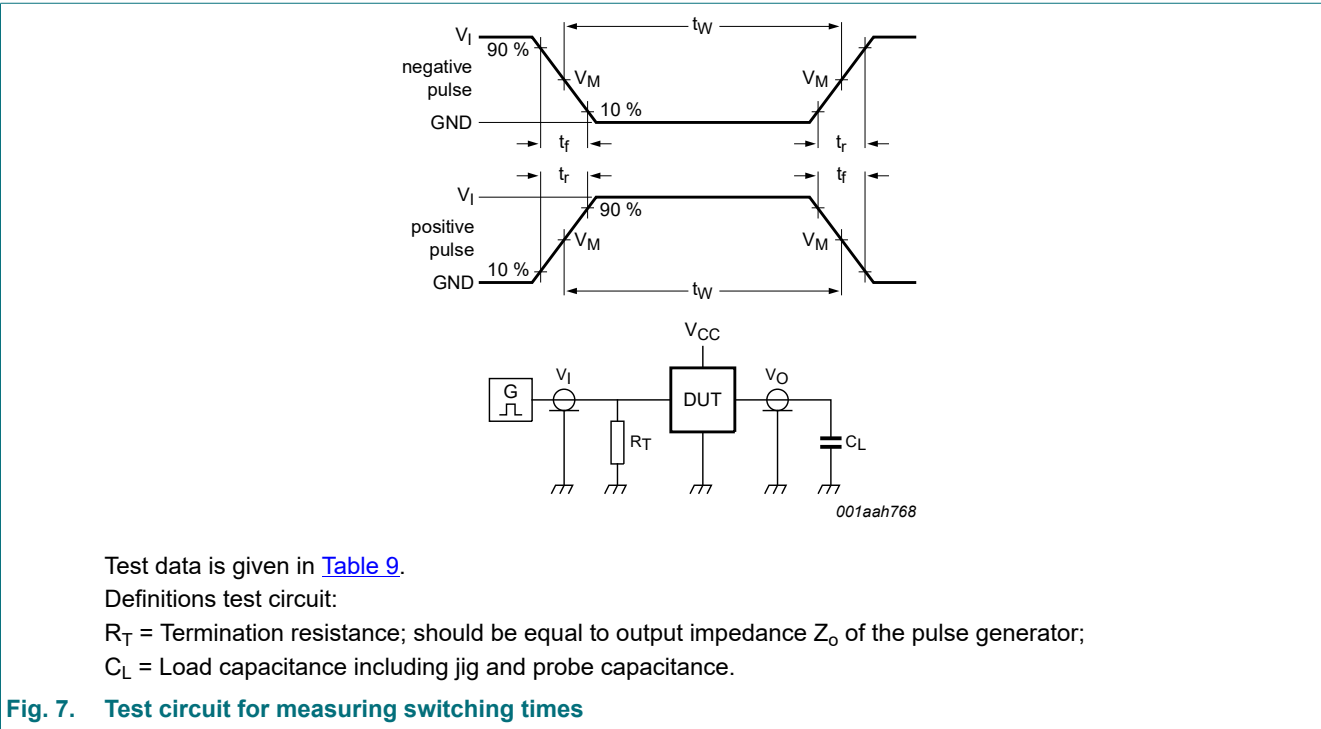 V_I
90 %
t_W
negative
pulse
V_M
V_M
10 %
GND
t_f
t_r
t_r
t_f
V_I
90 %
positive
pulse
V_M
V_M
10 %
GND
t_W
V_CC
V_I
V_O
G
DUT
R_T
C_L
001aah768
Test data is given in Table 9.
Definitions test circuit:
R_T = Termination resistance; should be equal to output impedance Z_o of the pulse generator;
C_L = Load capacitance including jig and probe capacitance.
Fig. 7. Test circuit for measuring switching times